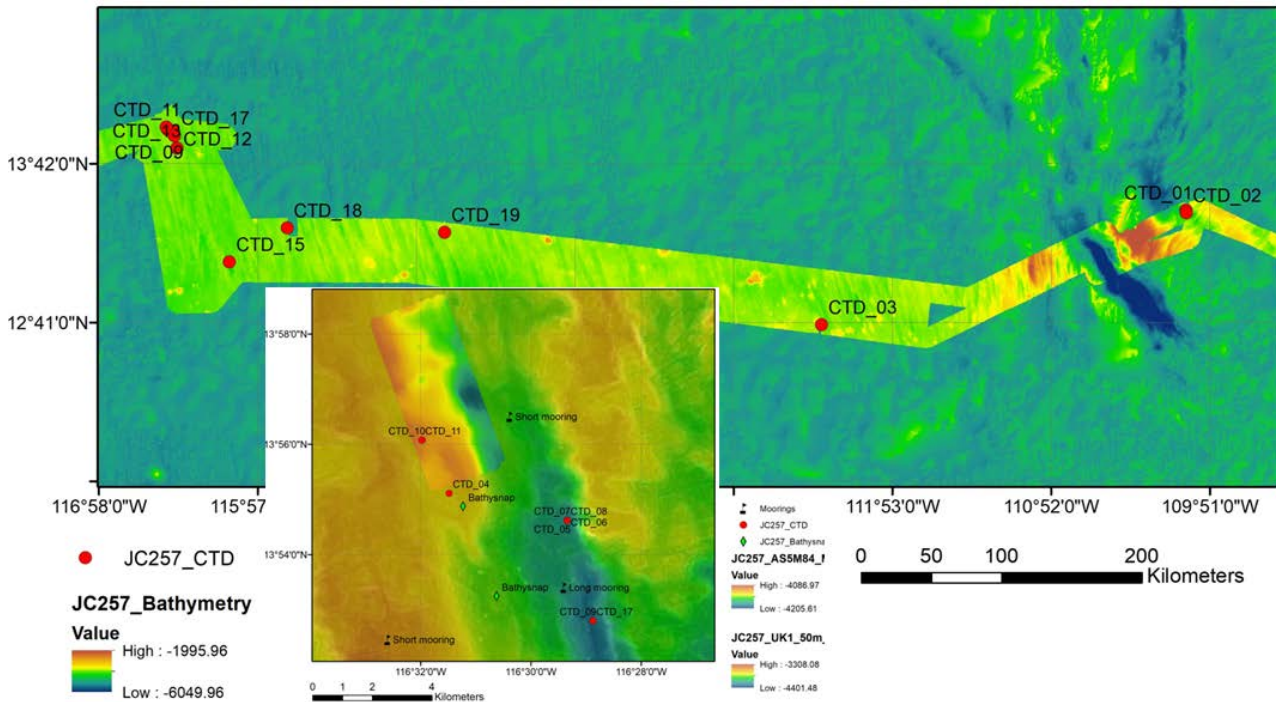 CTD_11
CTD_17
CTD_13
CTD_12
CTD_09
13°42'0"N
CTD_18
CTD_19
CTD_15
CTD_01
CTD_02
12°41'0"N
CTD_03
116°58'0"W
115°57'
111°53'0"W
110°52'0"W
109°51'0"W
JC257_CTD
JC257_Bathymetry
Value
High : -1995.96
Low : -6049.96
13°58'0"N
13°56'0"N
13°54'0"N
Short mooring
CTD_10CTD_11
CTD_04
Bathysnap
CTD_07CTD_08
CTD_05
CTD_06
Bathysnap
Long mooring
CTD_09CTD_17
Short mooring
116°32'0"W
116°30'0"W
116°28'0"W
0 1 2 4
Kilometers
Moorings
JC257_CTD
JC257_Bathysna
JC257_AS5M84_
Value
High : -4086.97
Low : -4205.61
JC257_UK1_50m_
Value
High : -3308.08
Low : -4401.48
0 50 100 200
Kilometers